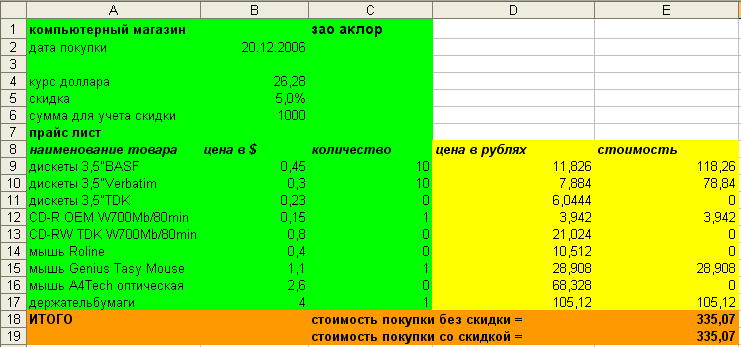 A B C D E
1 компьютерный магазин зао аклор
2 дата покупки 20.12.2006
3
4 курс доллара 26,28
5 скидка 5,0%
6 сумма для учета скидки 1000
7 прайс лист
8 наименование товара цена в $ количество цена в рублях стоимость
9 дискеты 3,5"BASF 0,45 10 11,826 118,26
10 дискеты 3,5"Verbatim 0,3 10 7,884 78,84
11 дискеты 3,5"TDK 0,23 0 6,0444 0
12 CD-R OEM W700Mb/80min 0,15 1 3,942 3,942
13 CD-RW TDK W700Mb/80min 0,8 0 21,024 0
14 мышь Roline 0,4 0 10,512 0
15 мышь Genius Tasy Mouse 1,1 1 28,908 28,908
16 мышь A4Tech оптическая 2,6 0 68,328 0
17 держательбумаги 4 1 105,12 105,12
18 ИТОГО стоимость покупки без скидки = 335,07
19 стоимость покупки со скидкой = 335,07